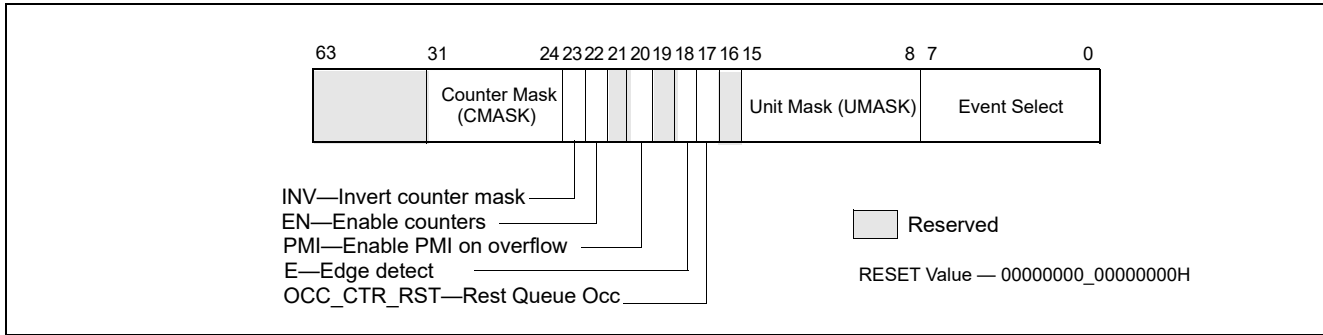 63 31 24 23 22 21 20 19 18 17 16 15 8 7 0
Counter Mask
(CMASK)
Unit Mask (UMASK)
Event Select
INV—Invert counter mask
EN—Enable counters
PMI—Enable PMI on overflow
E—Edge detect
OCC_CTR_RST—Rest Queue Occ
Reserved
RESET Value — 00000000_00000000H